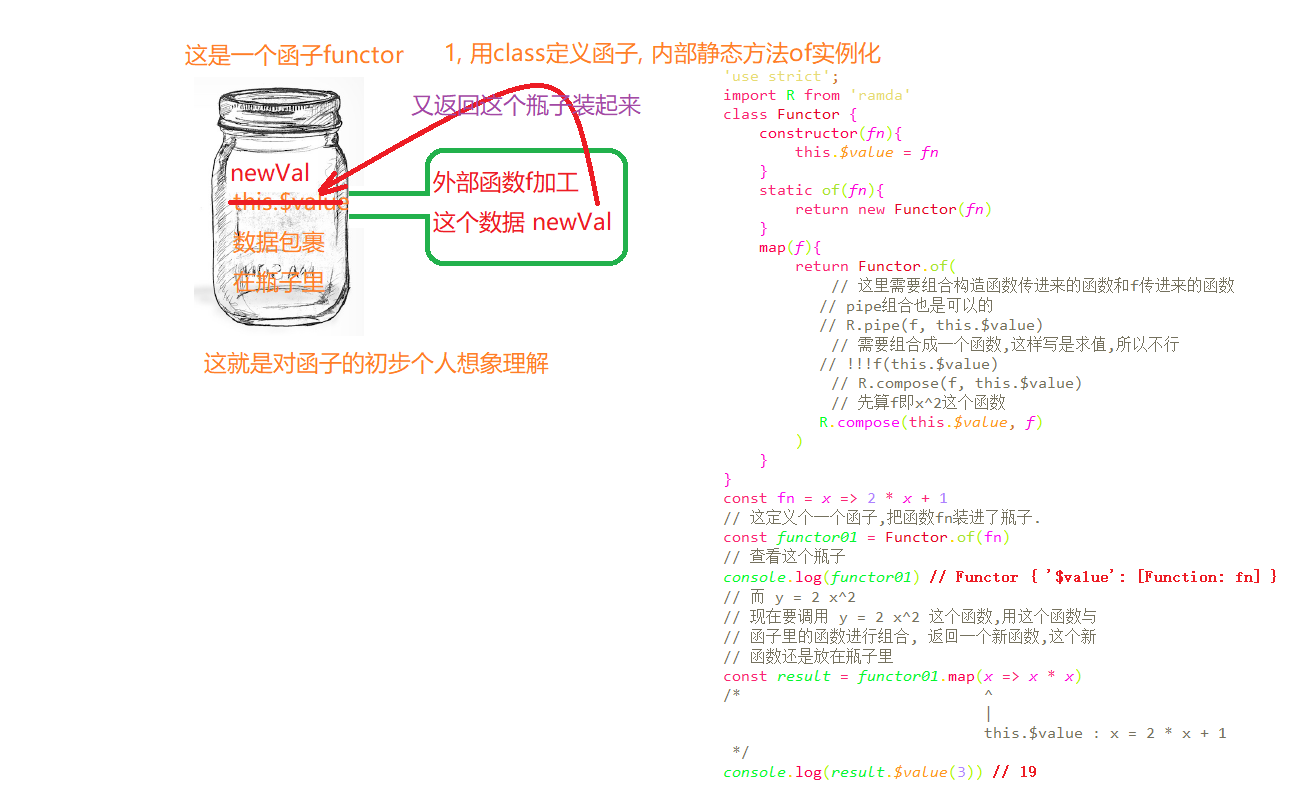 这是一个函子functor
1, 用class定义函子, 内部静态方法of实例化
又返回这个瓶子装起来
newVal
this.$value
数据包裹
在瓶子里
外部函数f加工
这个数据 newVal
这就是对函子的初步个人想象理解
'use strict';
import R from 'ramda'
class Functor {
constructor(fn){
this.$value = fn
}
static of(fn){
return new Functor(fn)
}
map(f){
return Functor.of(
// 这里需要组合构造函数传进来的函数和f传进来的函数
// pipe组合也是可以的
// R.pipe(f, this.$value)
// 需要组合成一个函数,这样写是求值,所以不行
// !!!f(this.$value)
// R.compose(f, this.$value)
// 先算f即x^2这个函数
R.compose(this.$value, f)
)
}
}
const fn = x => 2 * x + 1
// 这定义个一个函子,把函数fn装进了瓶子.
const functor01 = Functor.of(fn)
// 查看这个瓶子
console.log(functor01) // Functor { '$value': [Function: fn] }
// 而 y = 2 x^2
// 现在要调用 y = 2 x^2 这个函数,用这个函数与
// 函子里的函数进行组合, 返回一个新函数,这个新
// 函数还是放在瓶子里
const result = functor01.map(x => x * x)
/* ^
|
this.$value : x = 2 * x + 1
*/
console.log(result.$value(3)) // 19